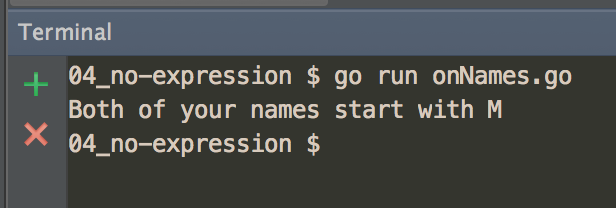 Terminal
04_no-expression $ go run onNames.go
Both of your names start with M
04_no-expression $